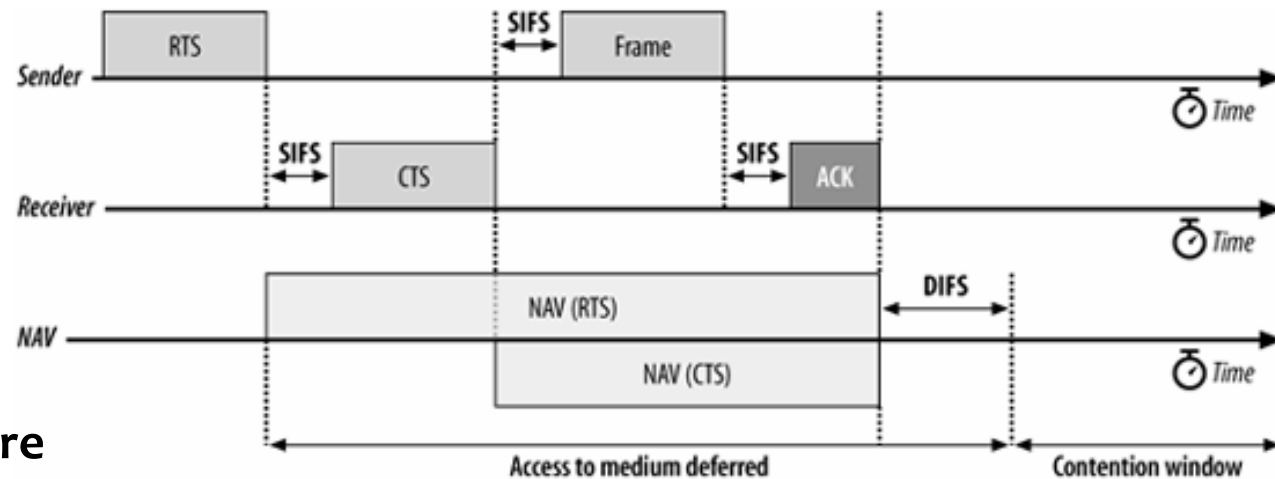 SIFS
RTS
Frame
Sender
Time
SIFS
SIFS
CTS
ACK
Receiver
Time
DIFS
NAV (RTS)
NAV
NAV (CTS)
Time
re
Access to medium deferred
Contention window